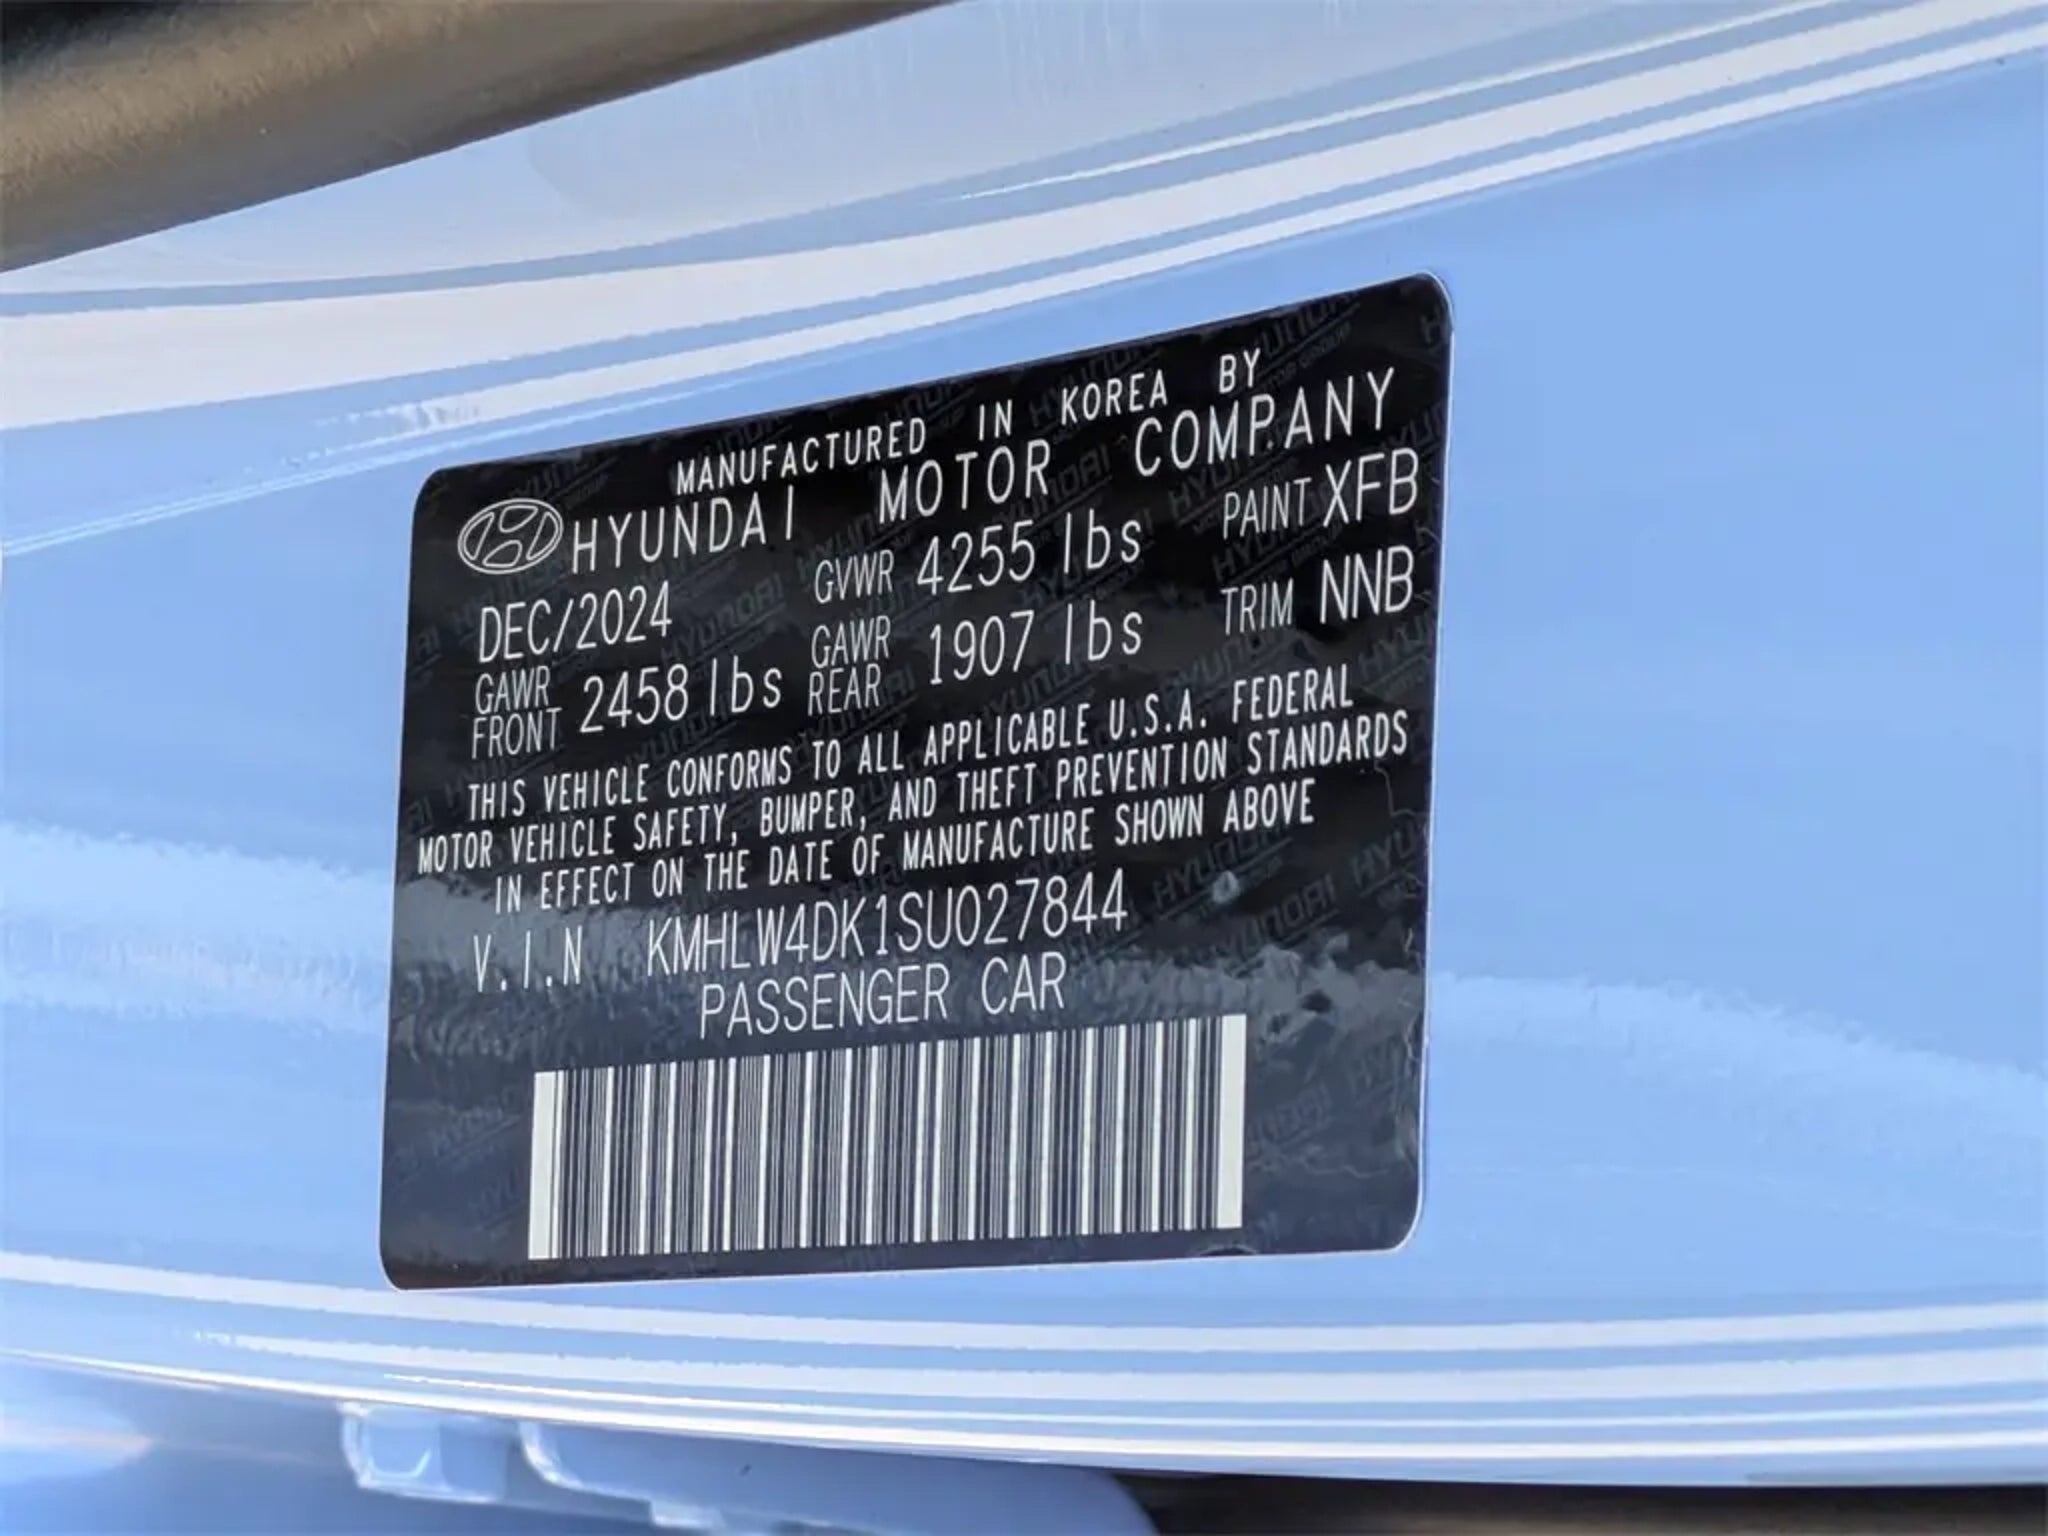 MANUFACTURED IN KOREA BY
HYUNDAI MOTOR COMPANY
DEC/2024 GVWR 4255 lbs PAINT XFB
GAWR FRONT 2458 lbs GAWR REAR 1907 lbs TRIM NNB
THIS VEHICLE CONFORMS TO ALL APPLICABLE U.S.A. FEDERAL
MOTOR VEHICLE SAFETY, BUMPER, AND THEFT PREVENTION STANDARDS
IN EFFECT ON THE DATE OF MANUFACTURE SHOWN ABOVE
V.I.N KMHLW4DK1SU027844
PASSENGER CAR